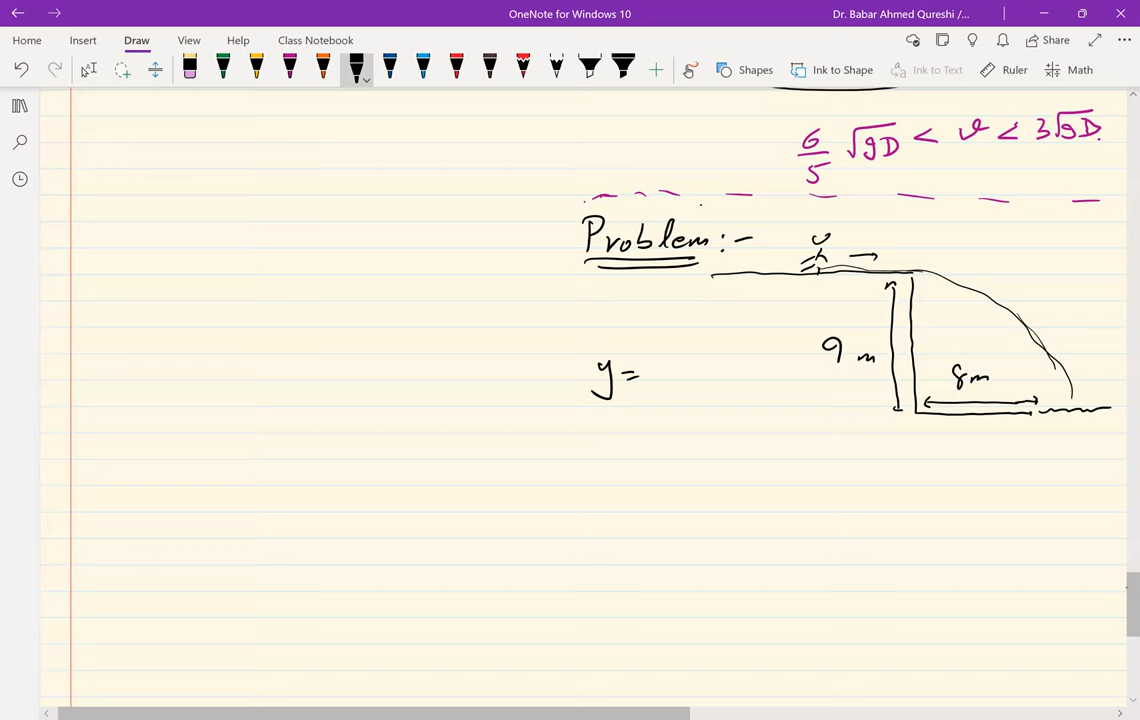 OneNote for Windows 10
Dr. Babar Ahmed Qureshi /...
Home Insert Draw View Help Class Notebook
Share
Shapes Ink to Shape Ink to Text Ruler Math
6/5 √gD < v < 3√gD.
Problem :-
9 m
8m
y =